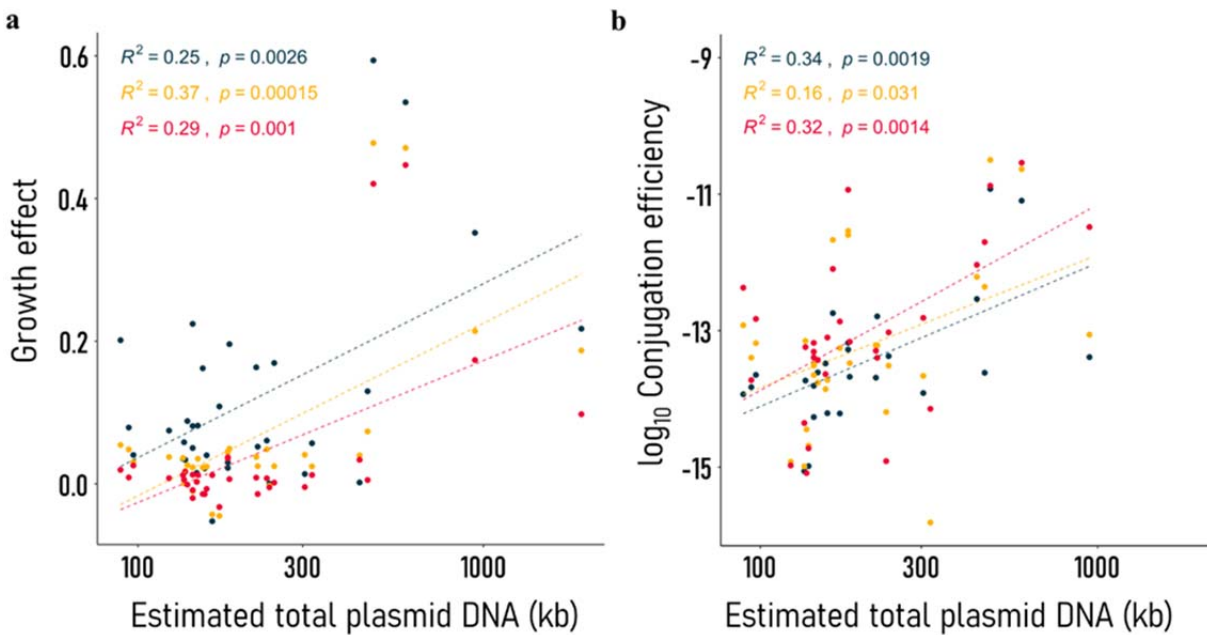 a
R² = 0.25 , p = 0.0026
R² = 0.37 , p = 0.00015
R² = 0.29 , p = 0.001
Growth effect
0.6
0.4
0.2
0.0
100 300 1000
Estimated total plasmid DNA (kb)
b
R² = 0.34 , p = 0.0019
R² = 0.16 , p = 0.031
R² = 0.32 , p = 0.0014
log₁₀ Conjugation efficiency
-9
-11
-13
-15
100 300 1000
Estimated total plasmid DNA (kb)